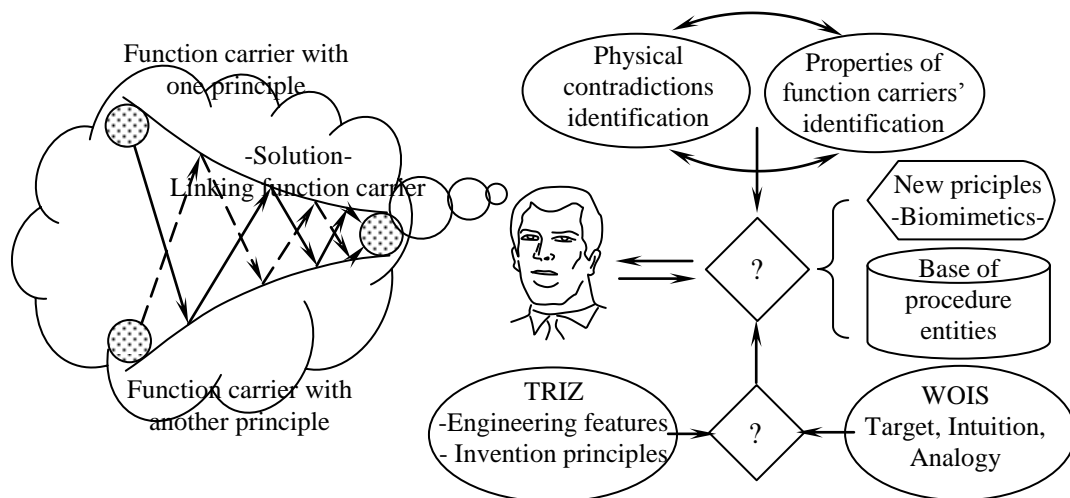 Function carrier with
one principle
-Solution-
Linking function carrier
Function carrier with
another principle
Physical
contradictions
identification
Properties of
function carriers’
identification
New priciples
-Biomimetics-
?
Base of
procedure
entities
TRIZ
-Engineering features
- Invention principles
?
WOIS
Target, Intuition,
Analogy